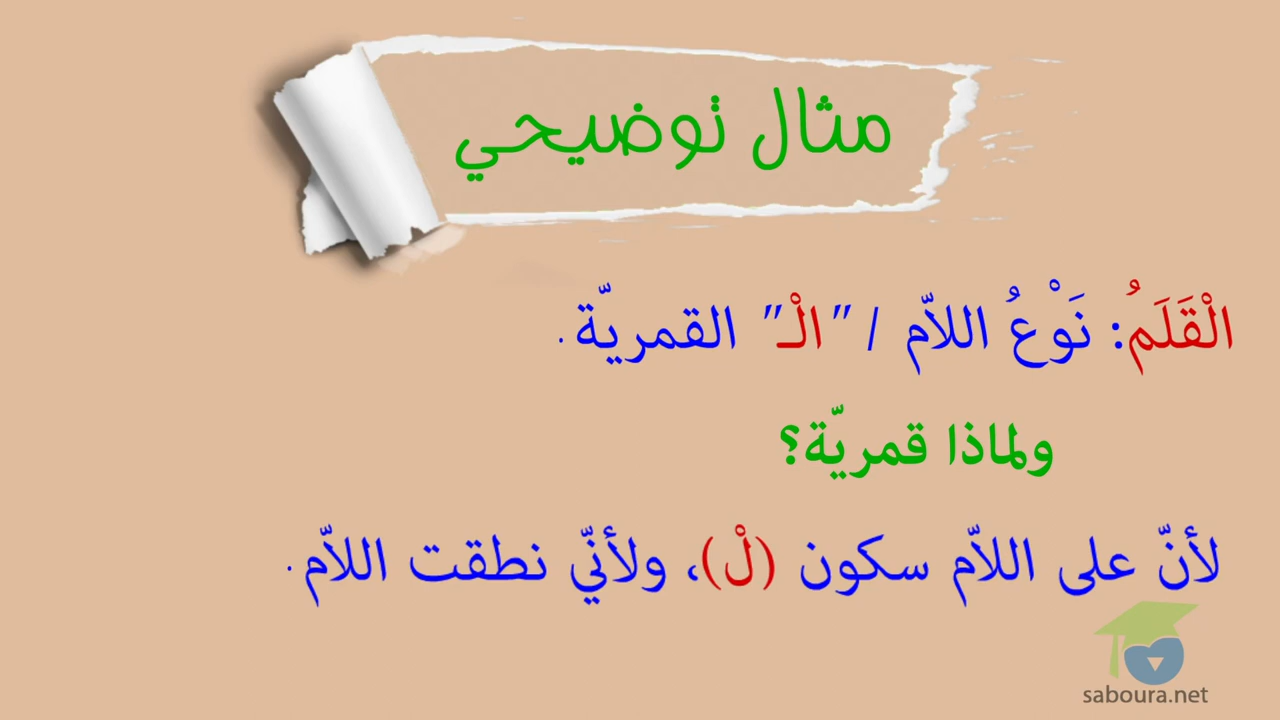 مثال توضيحي
الْقَلَمُ: نَوْعُ اللاّم / "الْـ" القمريّة.
ولماذا قمريّة؟
لأنّ على اللاّم سكون (لْ)، ولأنّي نطقت اللاّم.
saboura.net